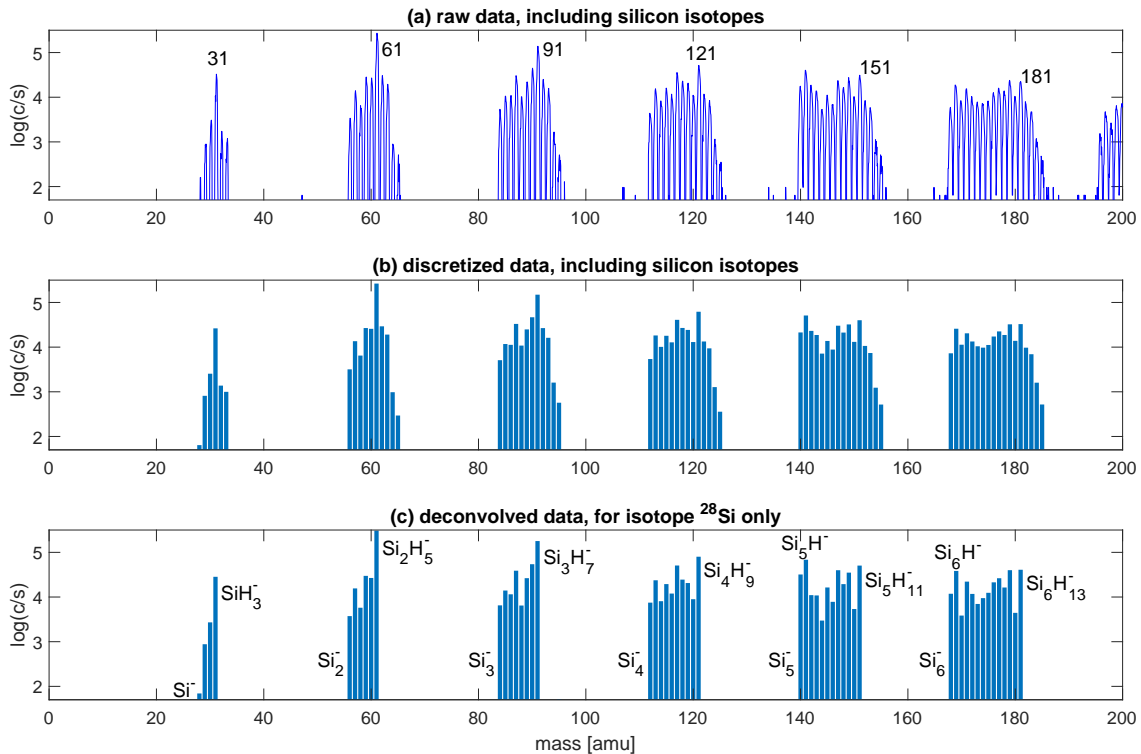 (a) raw data, including silicon isotopes
log(c/s)
5
4
3
2
31
61
91
121
151
181
0 20 40 60 80 100 120 140 160 180 200
(b) discretized data, including silicon isotopes
log(c/s)
5
4
3
2
0 20 40 60 80 100 120 140 160 180 200
(c) deconvolved data, for isotope ²⁸Si only
log(c/s)
5
4
3
2
Si⁻
SiH₃⁻
Si₂⁻
Si₂H₅⁻
Si₃⁻
Si₃H₇⁻
Si₄⁻
Si₄H₉⁻
Si₅⁻
Si₅H⁻
Si₅H₁₁⁻
Si₆⁻
Si₆H⁻
Si₆H₁₃⁻
0 20 40 60 80 100 120 140 160 180 200
mass [amu]